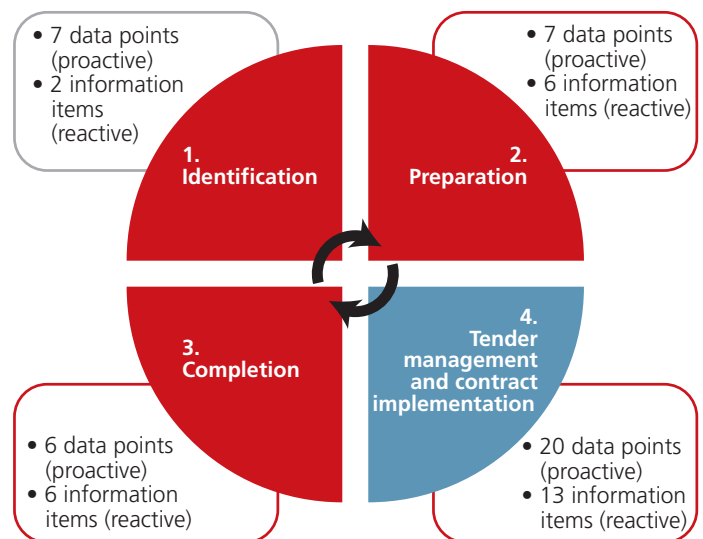 • 7 data points
(proactive)
• 2 information
items
(reactive)
1.
Identification
• 7 data points
(proactive)
• 6 information
items (reactive)
2.
Preparation
3.
Completion
• 6 data points
(proactive)
• 6 information
items (reactive)
4.
Tender
management
and contract
implementation
• 20 data points
(proactive)
• 13 information
items (reactive)